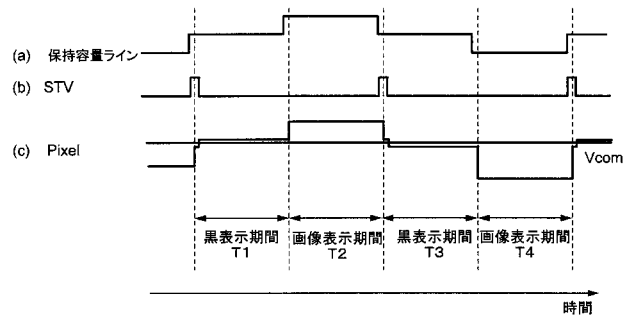 (a) 保持容量ライン
(b) STV
(c) Pixel
Vcom
黒表示期間
T1
画像表示期間
T2
黒表示期間
T3
画像表示期間
T4
時間